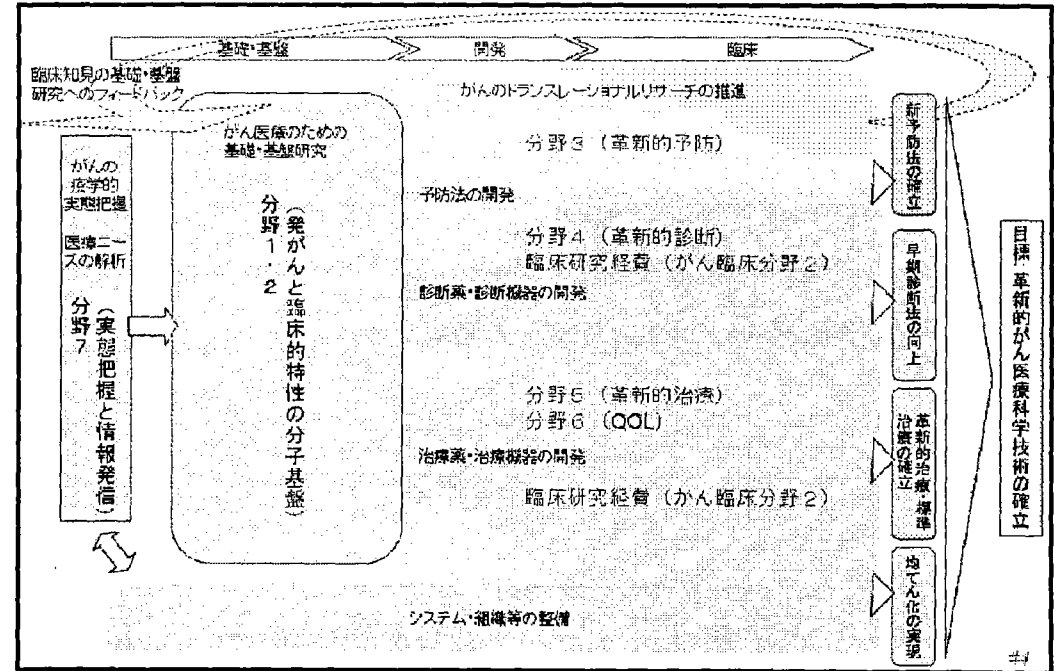 基礎・基盤
開発
臨床
臨床知見の基礎・基盤
研究へのフィードバック
がんのトランスレーショナルリサーチの推進
がんの
疫学的
実態把握
医療ニー
ズの解析
分野7
(実態把握と情報発信)
がん医療のための
基礎・基盤研究
分野1・2
(発がんと臨床的特性の分子基盤)
分野3 (革新的予防)
予防法の開発
分野4 (革新的診断)
臨床研究経費 (がん臨床分野2)
診断薬・診断機器の開発
分野5 (革新的治療)
分野6 (QOL)
治療薬・治療機器の開発
臨床研究経費 (がん臨床分野2)
システム・組織等の整備
新予防法の確立
早期診断法の向上
革新的治療・標準
治療の確立
均てん化の実現
目標 革新的がん医療科学技術の確立